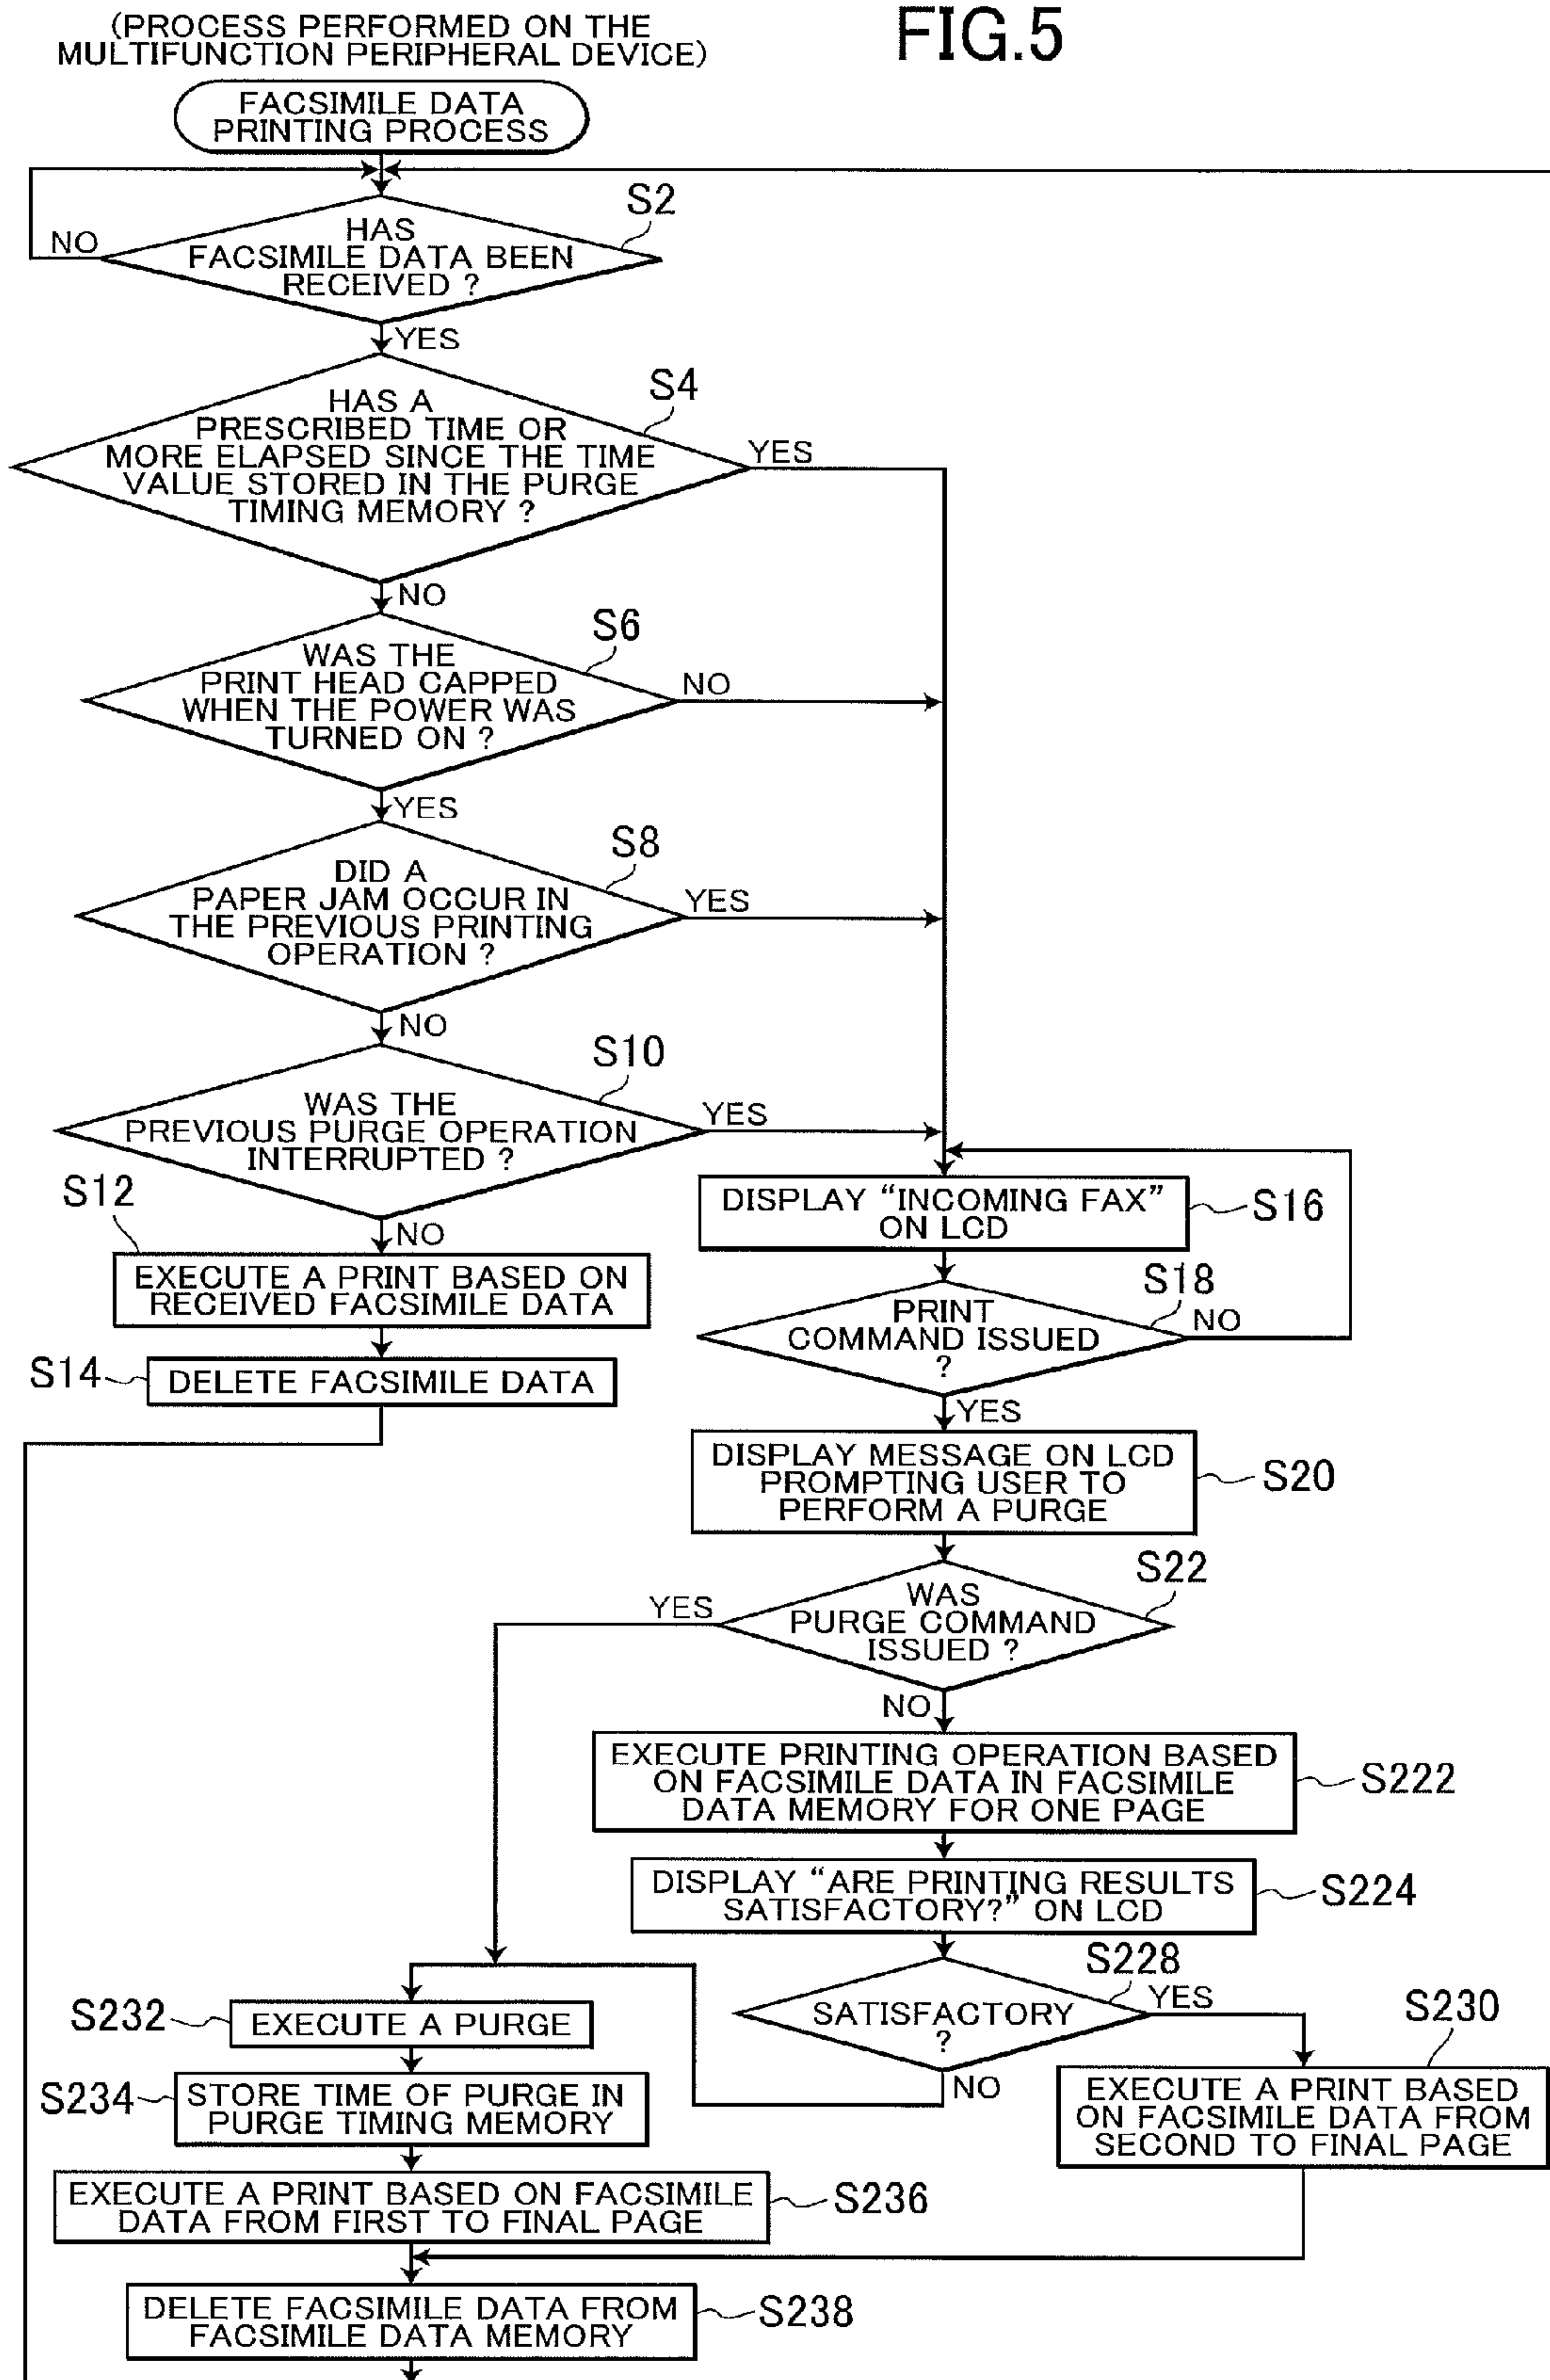 (PROCESS PERFORMED ON THE
MULTIFUNCTION PERIPHERAL DEVICE)
FIG.5
FACSIMILE DATA
PRINTING PROCESS
S2
HAS
FACSIMILE DATA BEEN
RECEIVED ?
NO
YES
S4
HAS A
PRESCRIBED TIME OR
MORE ELAPSED SINCE THE TIME
VALUE STORED IN THE PURGE
TIMING MEMORY ?
YES
NO
S6
WAS THE
PRINT HEAD CAPPED
WHEN THE POWER WAS
TURNED ON ?
NO
YES
S8
DID A
PAPER JAM OCCUR IN
THE PREVIOUS PRINTING
OPERATION ?
YES
NO
S10
WAS THE
PREVIOUS PURGE OPERATION
INTERRUPTED ?
YES
NO
S12
EXECUTE A PRINT BASED ON
RECEIVED FACSIMILE DATA
S14
DELETE FACSIMILE DATA
DISPLAY “INCOMING FAX”
ON LCD
S16
S18
PRINT
COMMAND ISSUED
?
NO
YES
DISPLAY MESSAGE ON LCD
PROMPTING USER TO
PERFORM A PURGE
S20
S22
WAS
PURGE COMMAND
ISSUED ?
YES
NO
EXECUTE PRINTING OPERATION BASED
ON FACSIMILE DATA IN FACSIMILE
DATA MEMORY FOR ONE PAGE
S222
DISPLAY “ARE PRINTING RESULTS
SATISFACTORY?” ON LCD
S224
S228
SATISFACTORY
?
YES
NO
S230
EXECUTE A PRINT BASED
ON FACSIMILE DATA FROM
SECOND TO FINAL PAGE
S232
EXECUTE A PURGE
S234
STORE TIME OF PURGE IN
PURGE TIMING MEMORY
EXECUTE A PRINT BASED ON FACSIMILE
DATA FROM FIRST TO FINAL PAGE
S236
DELETE FACSIMILE DATA FROM
FACSIMILE DATA MEMORY
S238